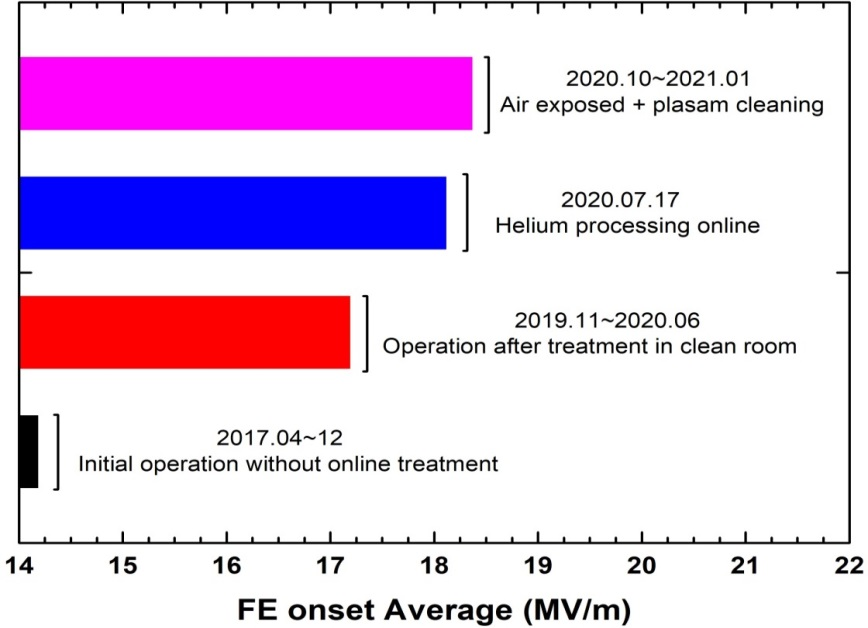 2020.10~2021.01
Air exposed + plasam cleaning
2020.07.17
Helium processing online
2019.11~2020.06
Operation after treatment in clean room
2017.04~12
Initial operation without online treatment
14 15 16 17 18 19 20 21 22
FE onset Average (MV/m)